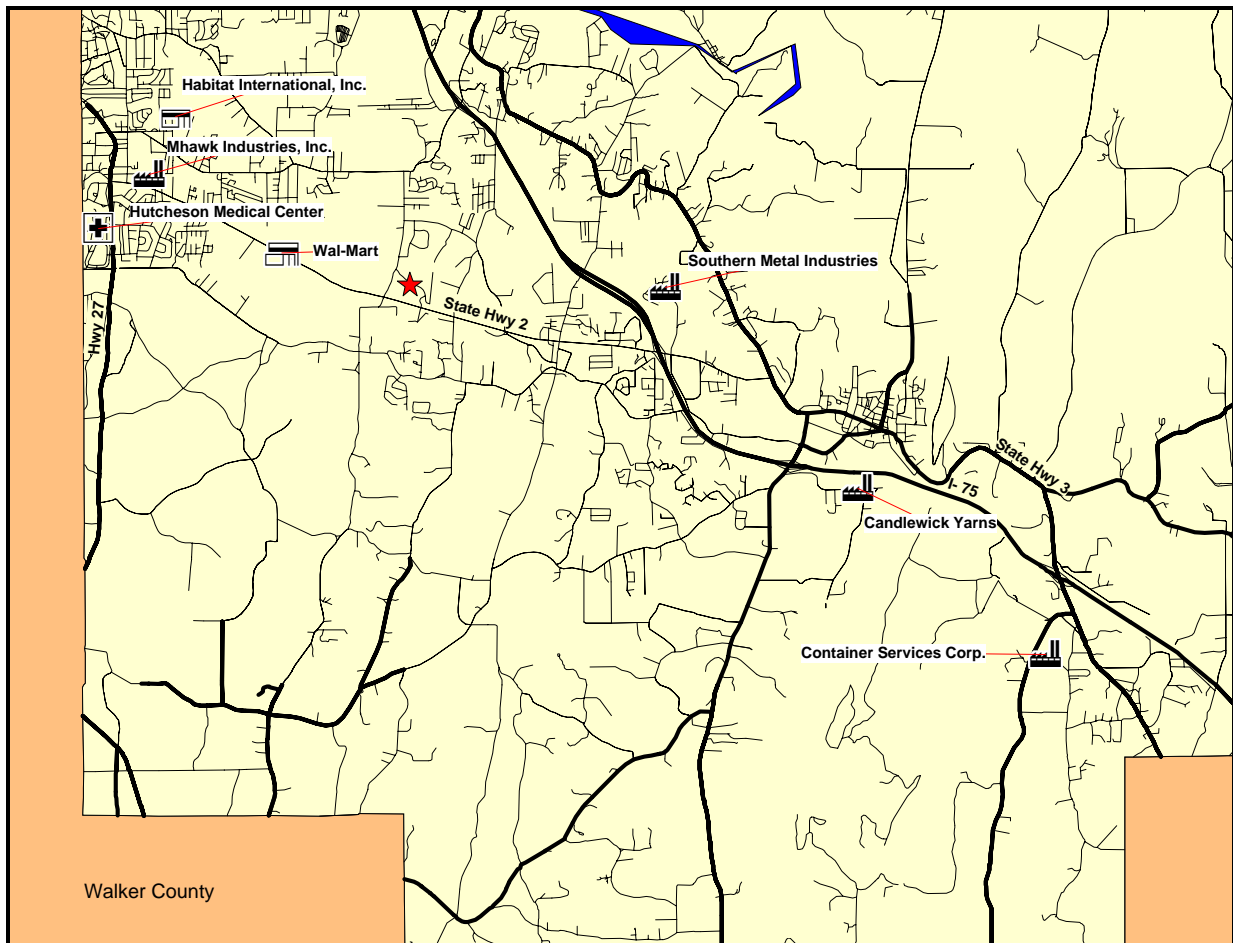 Habitat International, Inc.
Mhawk Industries, Inc.
Hutcheson Medical Center
Wal-Mart
Southern Metal Industries
Hwy 27
State Hwy 2
State Hwy 3
I- 75
Candlewick Yarns
Container Services Corp.
Walker County